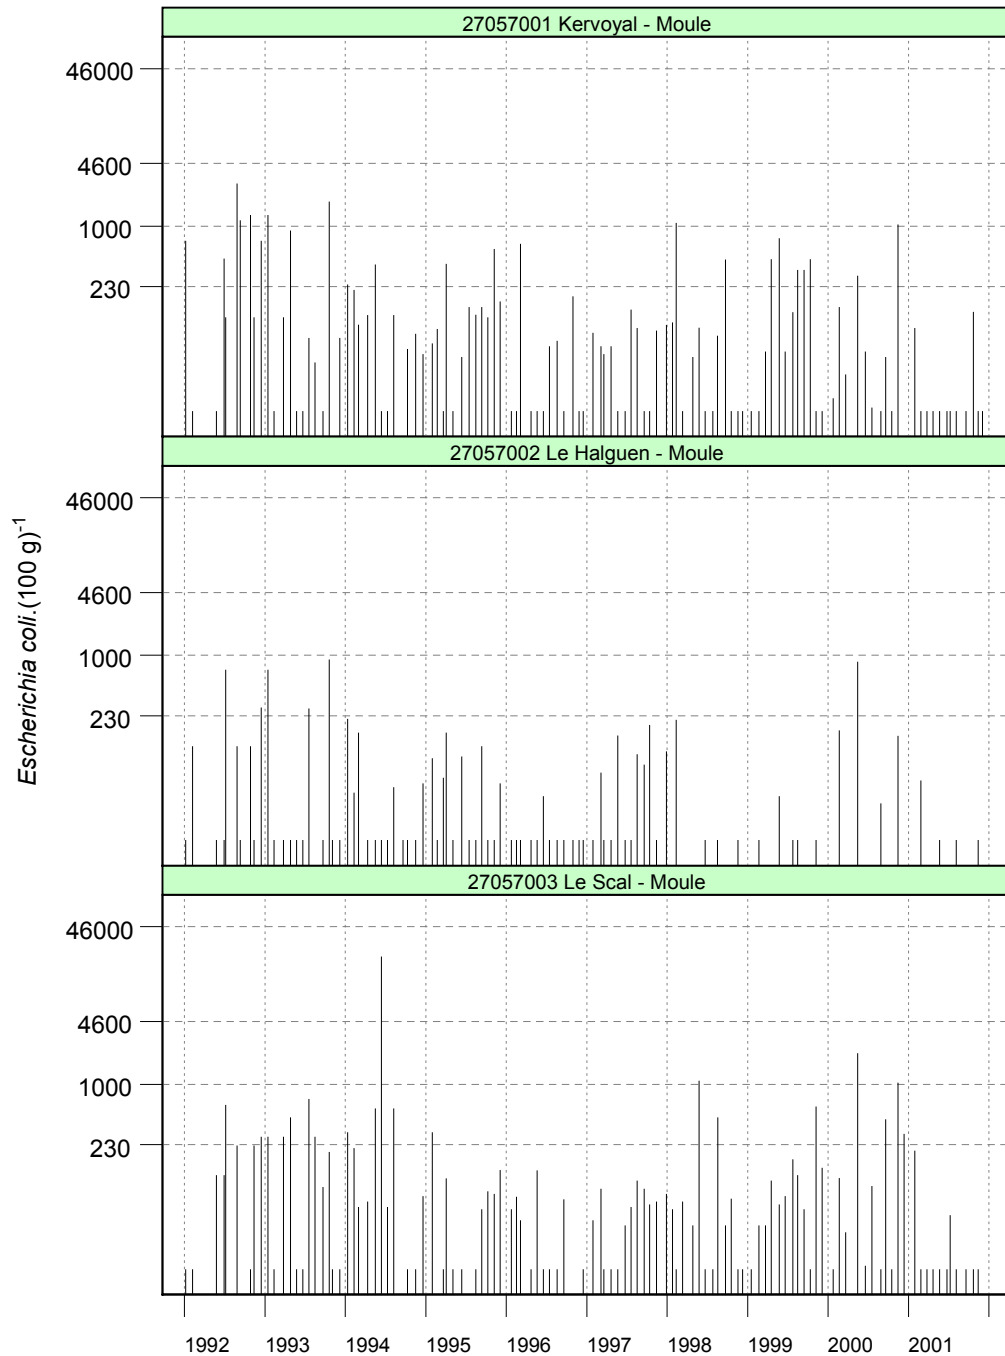 27057001 Kervoyal - Moule
46000
4600
1000
230
27057002 Le Halguen - Moule
46000
4600
1000
230
Escherichia coli.(100 g)⁻¹
27057003 Le Scal - Moule
46000
4600
1000
230
1992 1993 1994 1995 1996 1997 1998 1999 2000 2001